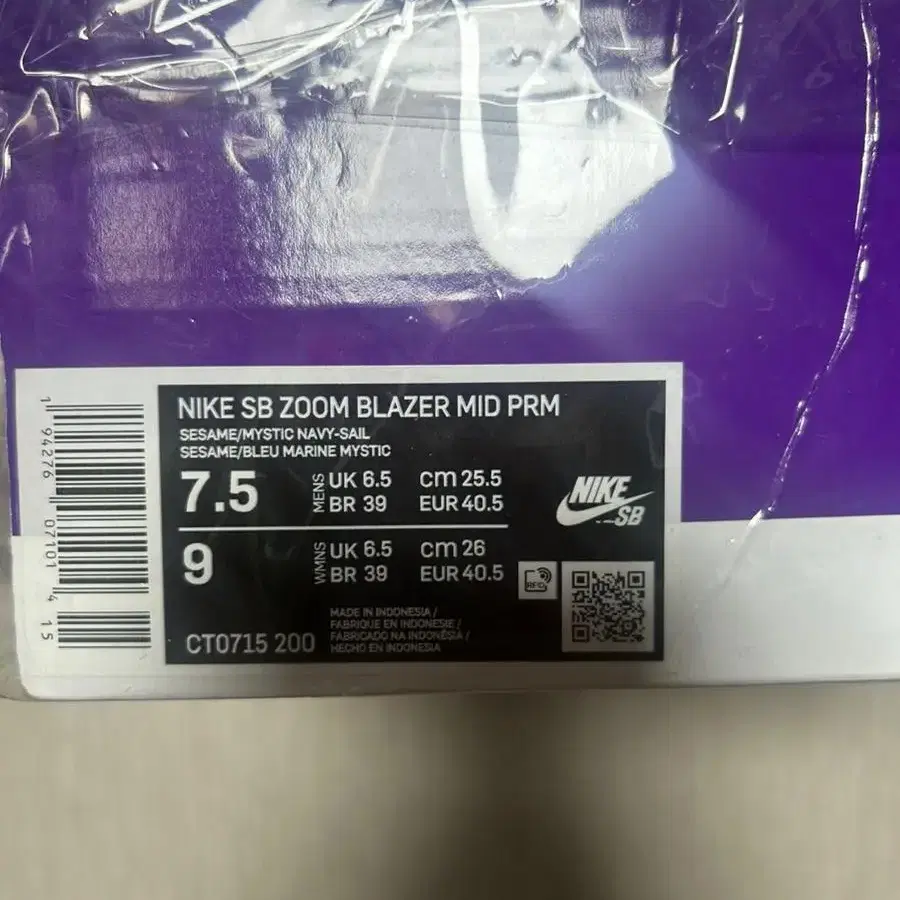 NIKE SB ZOOM BLAZER MID PRM
SESAME/MYSTIC NAVY-SAIL
SESAME/BLEU MARINE MYSTIC
7.5 MENS UK 6.5 cm 25.5
BR 39 EUR 40.5
9 WMNS UK 6.5 cm 26
BR 39 EUR 40.5
NIKE SB
RFID
CT0715 200
MADE IN INDONESIA /
FABRIQUE EN INDONESIE /
FABRICADO NA INDONÉSIA /
HECHO EN INDONESIA
1 94276 07101 4 15